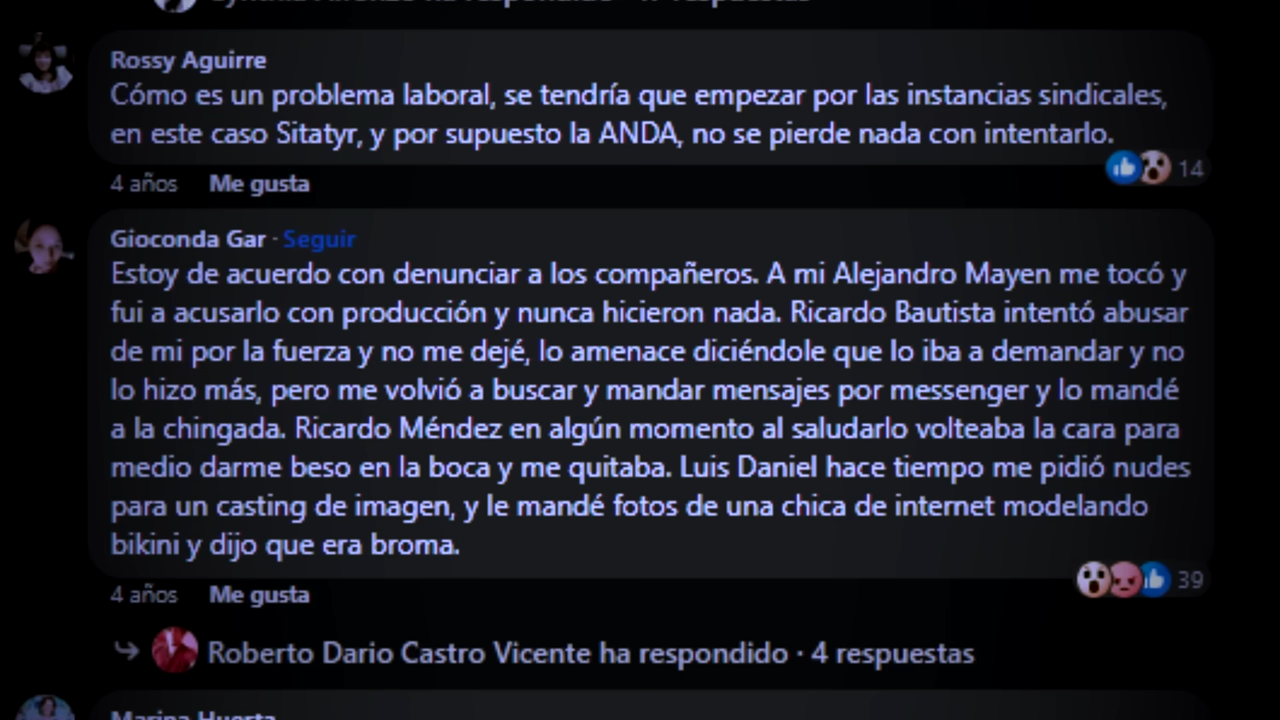 Rossy Aguirre
Cómo es un problema laboral, se tendría que empezar por las instancias sindicales,
en este caso Sitatyr, y por supuesto la ANDA, no se pierde nada con intentarlo.
14
4 años Me gusta
Gioconda Gar · Seguir
Estoy de acuerdo con denunciar a los compañeros. A mi Alejandro Mayen me tocó y
fui a acusarlo con producción y nunca hicieron nada. Ricardo Bautista intentó abusar
de mi por la fuerza y no me dejé, lo amenace diciéndole que lo iba a demandar y no
lo hizo más, pero me volvió a buscar y mandar mensajes por messenger y lo mandé
a la chingada. Ricardo Méndez en algún momento al saludarlo volteaba la cara para
medio darme beso en la boca y me quitaba. Luis Daniel hace tiempo me pidió nudes
para un casting de imagen, y le mandé fotos de una chica de internet modelando
bikini y dijo que era broma.
39
4 años Me gusta
Roberto Dario Castro Vicente ha respondido · 4 respuestas
Marina Huerta